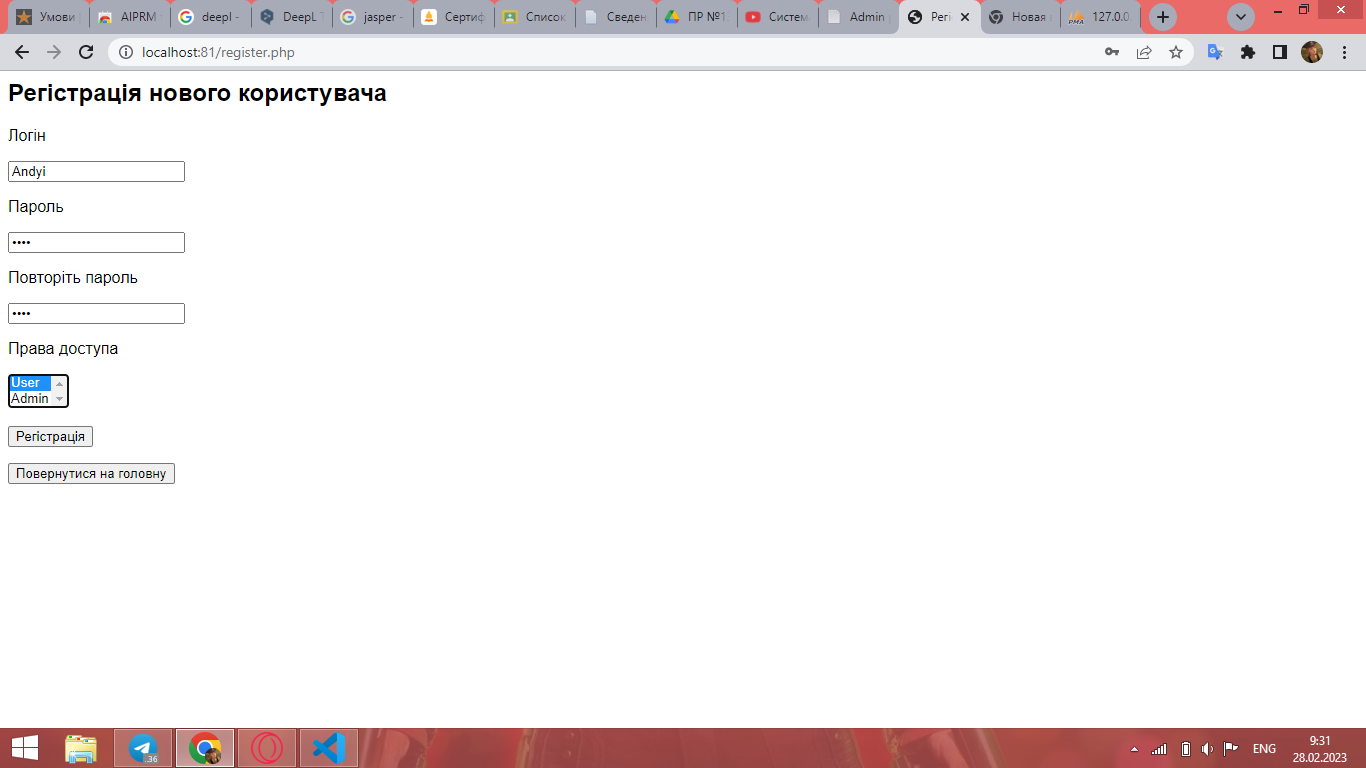 Умови
AIPRM
deepl -
DeepL T
jasper -
Сертиф
Список
Сведен
ПР №1
Систем
Admin
Регі
Новая
127.0.0
localhost:81/register.php
Регістрація нового користувача
Логін
Andyi
Пароль
••••
Повторіть пароль
••••
Права доступа
User
Admin
Регістрація
Повернутися на головну
.36
ENG
9:31
28.02.2023